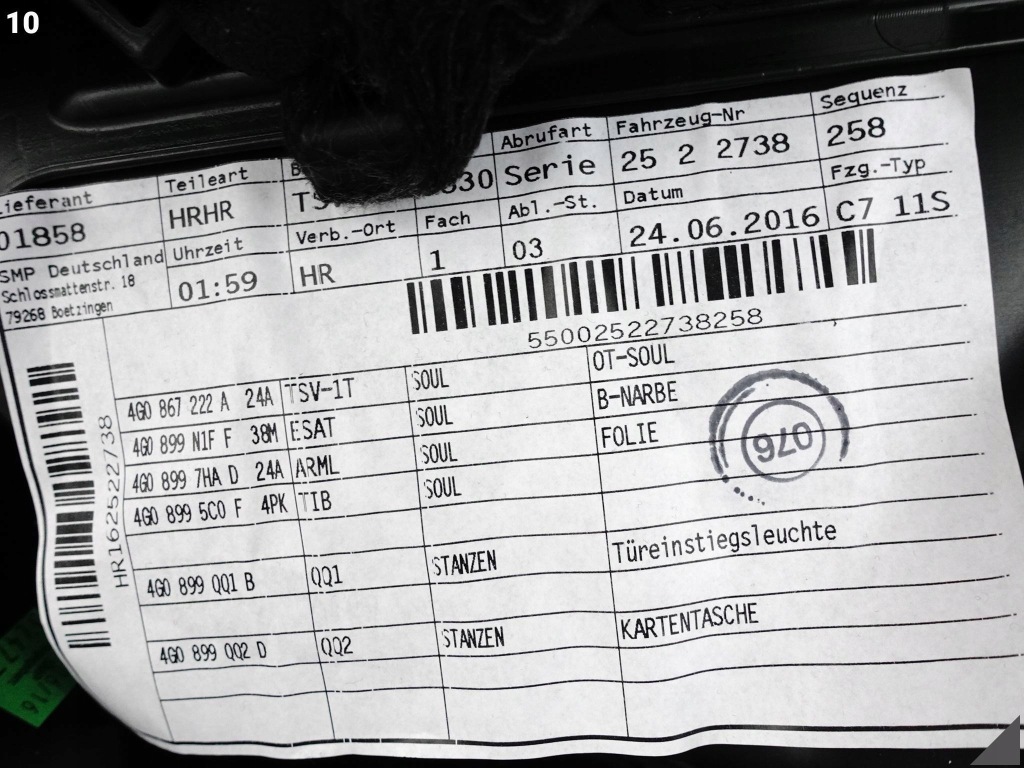 10
Lieferant Teileart Abrufart Fahrzeug-Nr Sequenz
01858 HRHR Serie 25 2 2738 258
SMP Deutschland Uhrzeit Verb.-Ort Fach Abl.-St. Datum Fzg.-Typ
Schlossmattenstr. 18
79268 Boetzingen 01:59 HR 1 03 24.06.2016 C7 11S
55002522738258
HR162522738
4G0 867 222 A 24A TSV-1T SOUL OT-SOUL
4G0 899 N1F F 38M ESAT SOUL B-NARBE
4G0 899 7HA D 24A ARML SOUL FOLIE
4G0 899 5C0 F 4PK TIB SOUL
4G0 899 QQ1 B QQ1 STANZEN Türeinstiegsleuchte
4G0 899 QQ2 D QQ2 STANZEN KARTENTASCHE
076